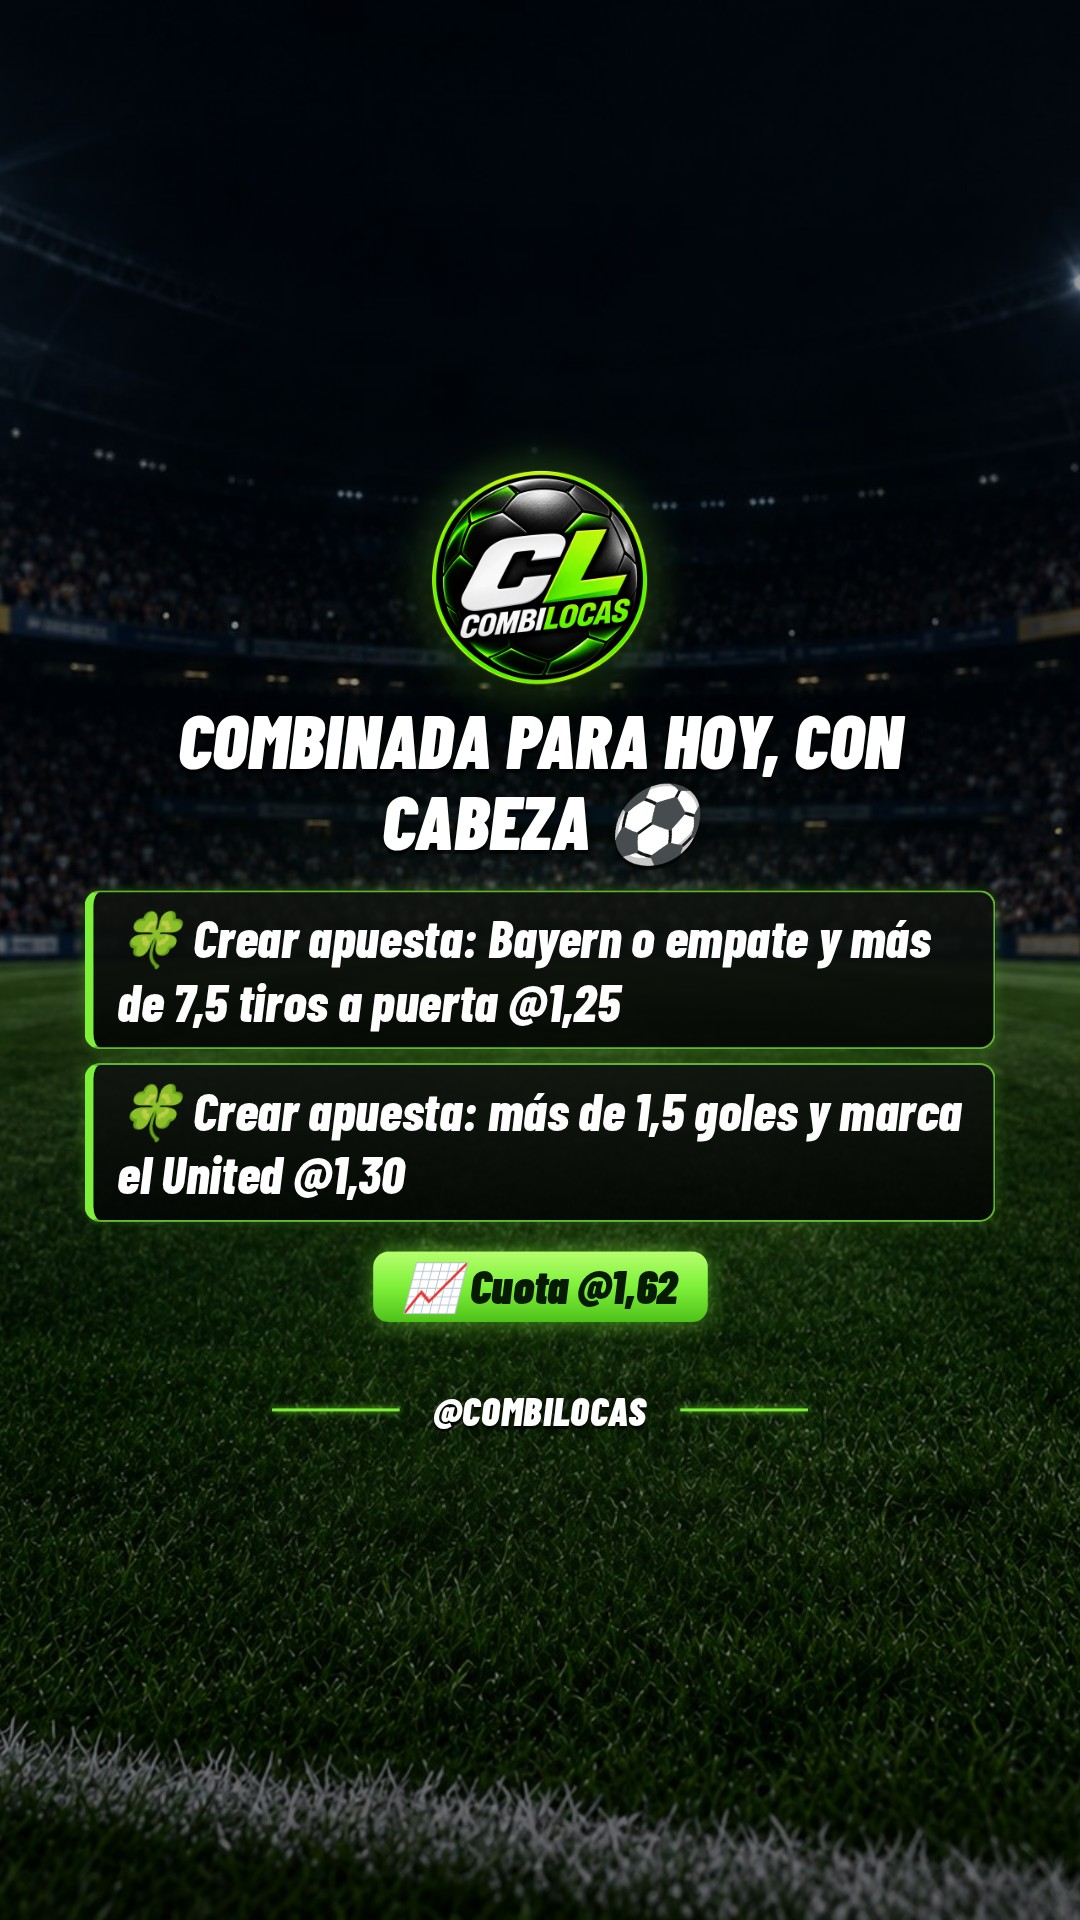 CL
COMBILOCAS
COMBINADA PARA HOY, CON
CABEZA ⚽
🍀 Crear apuesta: Bayern o empate y más
de 7,5 tiros a puerta @1,25
🍀 Crear apuesta: más de 1,5 goles y marca
el United @1,30
📈 Cuota @1,62
@COMBILOCAS